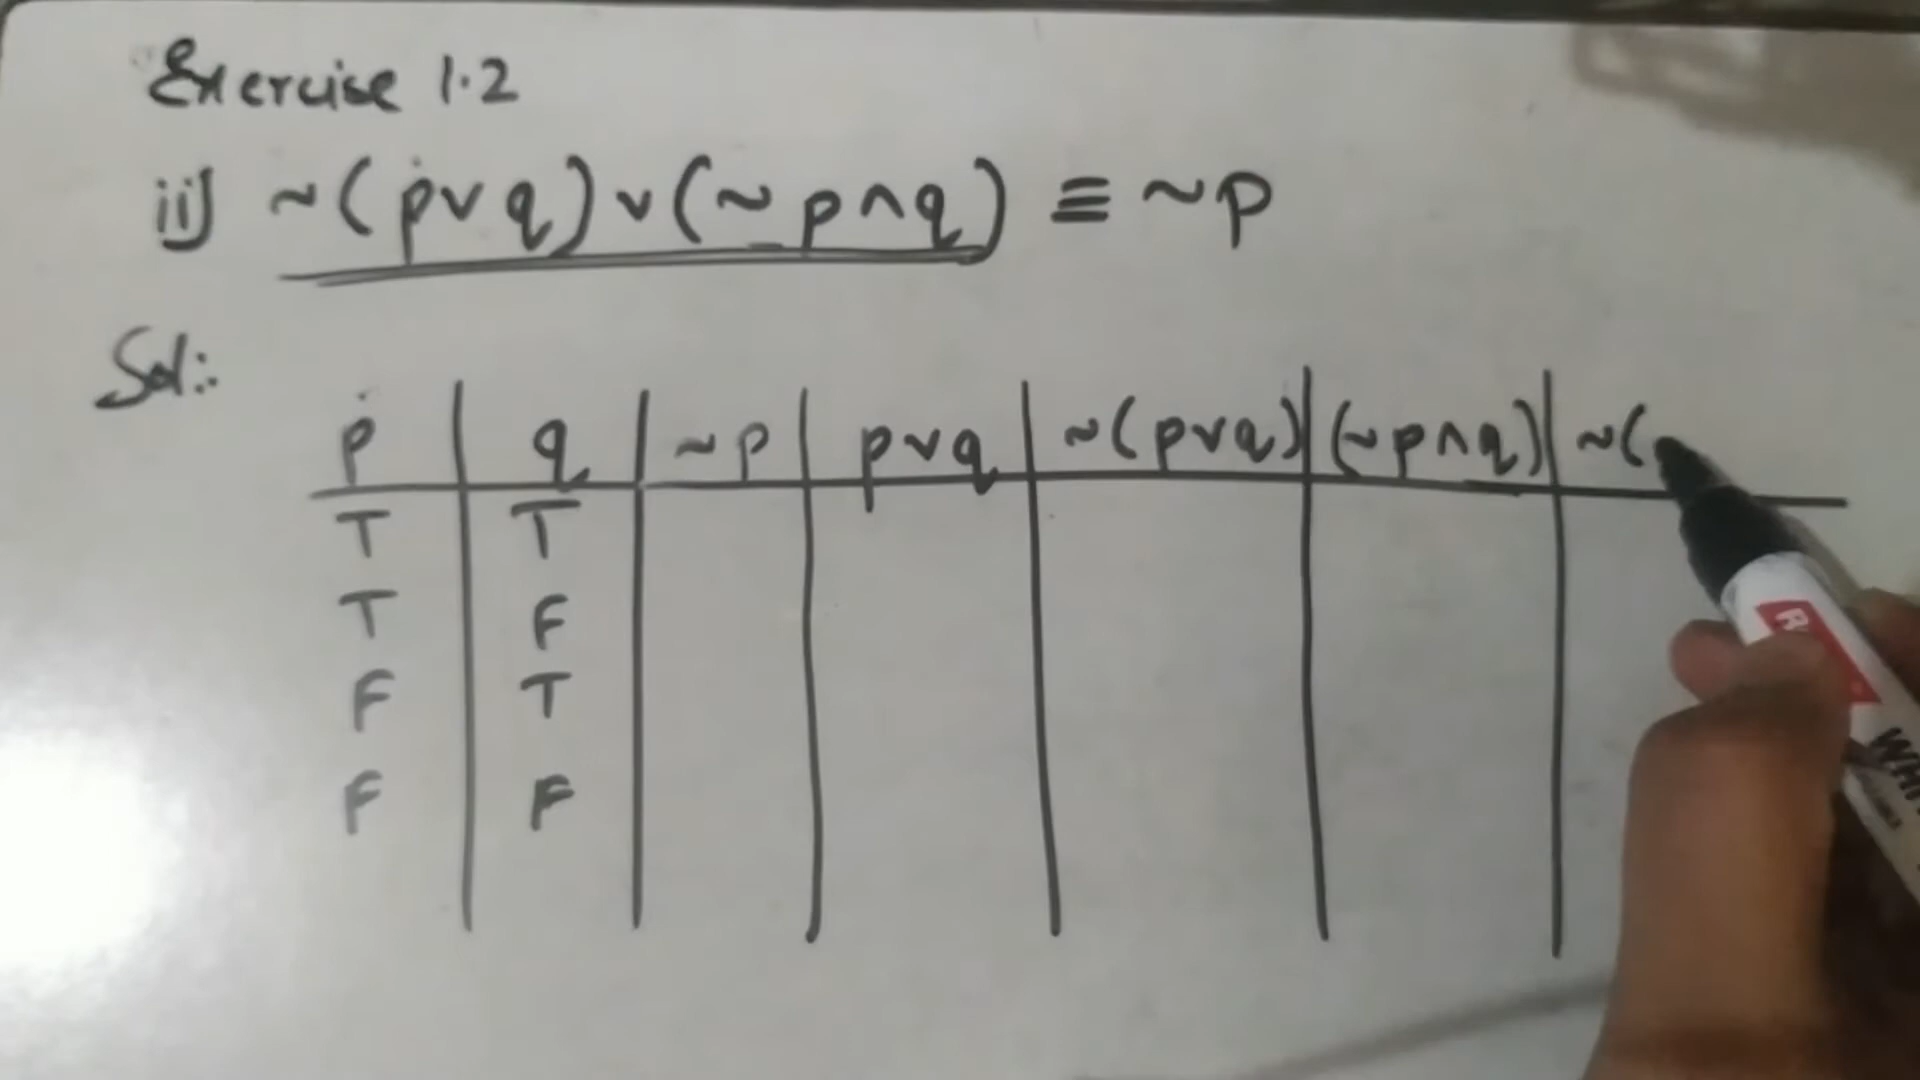 Exercise 1.2
ii) ~(p∨q)∨(~p∧q) ≡ ~p
Sol:
p | q | ~p | p∨q | ~(p∨q) | (~p∧q) | ~(
T | T
T | F
F | T
F | F